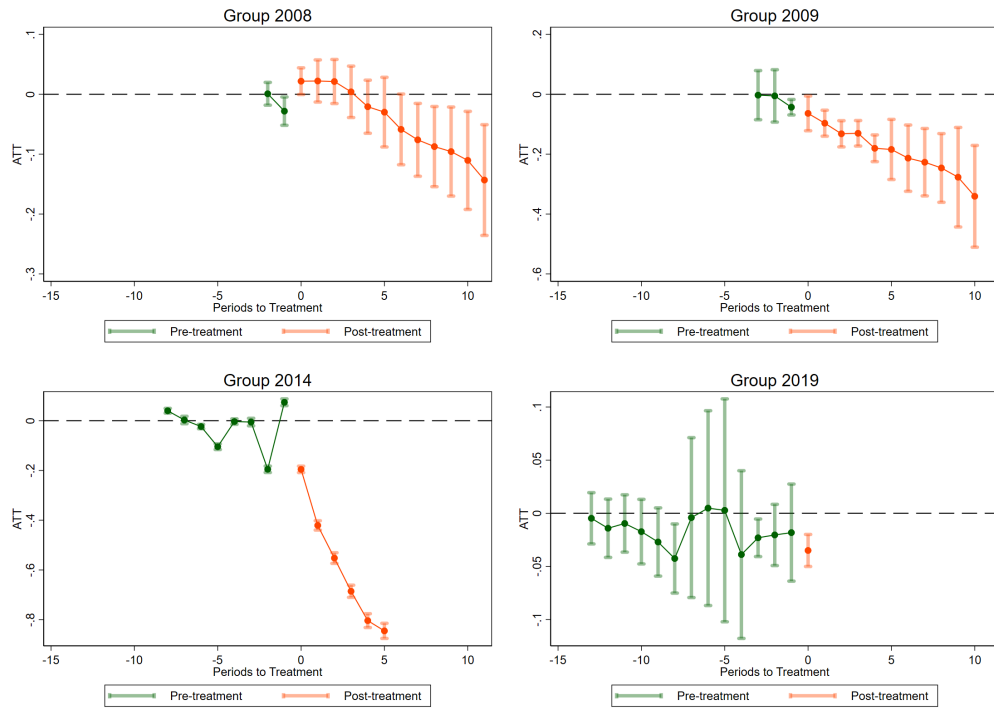 Group 2008
.1
0
-.1
-.2
-.3
ATT
-15 -10 -5 0 5 10
Periods to Treatment
Pre-treatment Post-treatment
Group 2009
.2
0
-.2
-.4
-.6
ATT
-15 -10 -5 0 5 10
Periods to Treatment
Pre-treatment Post-treatment
Group 2014
0
-.2
-.4
-.6
-.8
ATT
-15 -10 -5 0 5 10
Periods to Treatment
Pre-treatment Post-treatment
Group 2019
.1
.05
0
-.05
-.1
ATT
-15 -10 -5 0 5 10
Periods to Treatment
Pre-treatment Post-treatment